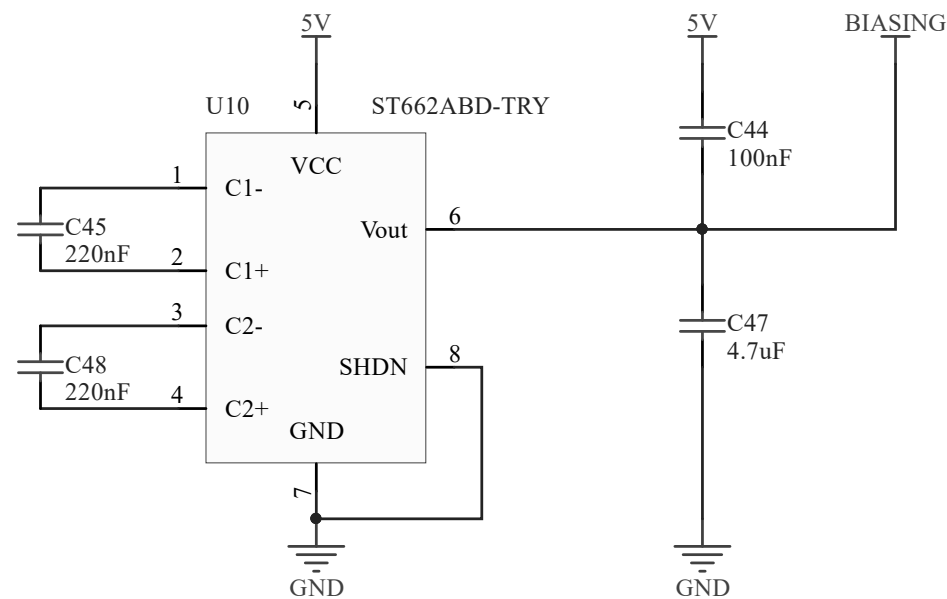 5V
5V
BIASING
U10
5
ST662ABD-TRY
VCC
C44
100nF
1
C1-
C45
220nF
6
Vout
2
C1+
3
C2-
C47
4.7uF
C48
220nF
8
SHDN
4
C2+
GND
7
GND
GND